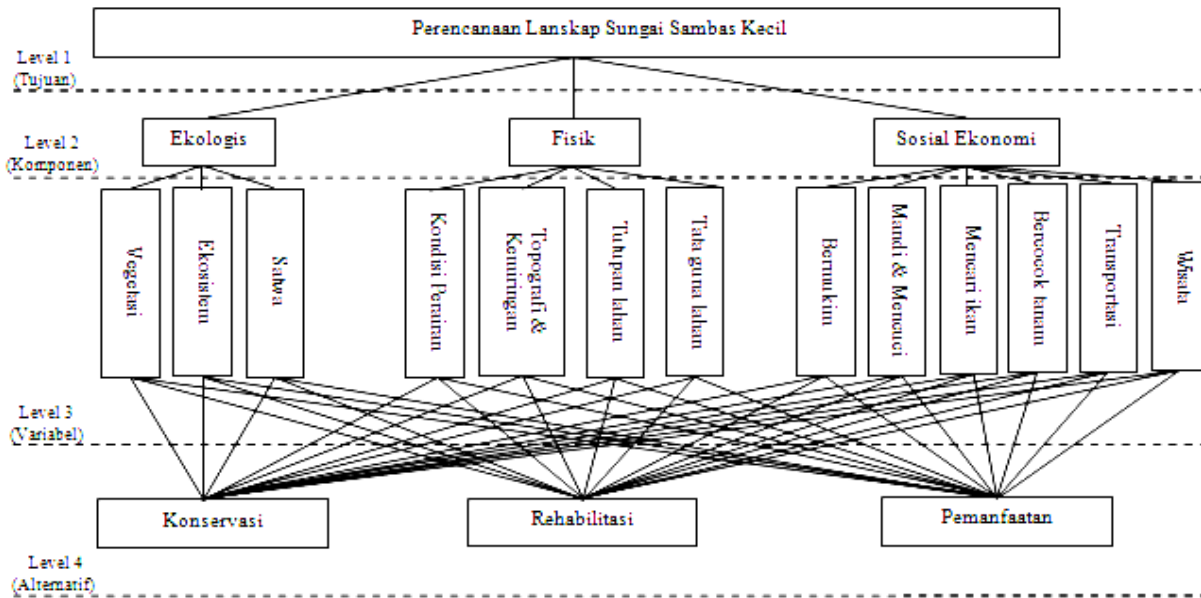 Perencanaan Lanskap Sungai Sambas Kecil
Level 1
(Tujuan)
Ekologis
Fisik
Sosial Ekonomi
Level 2
(Komponen)
Vegetasi
Ekosistem
Satwa
Kondisi Perairan
Topografi &
Kemiringan
Tutupan lahan
Tata guna lahan
Bermukim
Mandi & Mencuci
Mencari ikan
Bercocok tanam
Transportasi
Wisata
Level 3
(Variabel)
Konservasi
Rehabilitasi
Pemanfaatan
Level 4
(Alternatif)